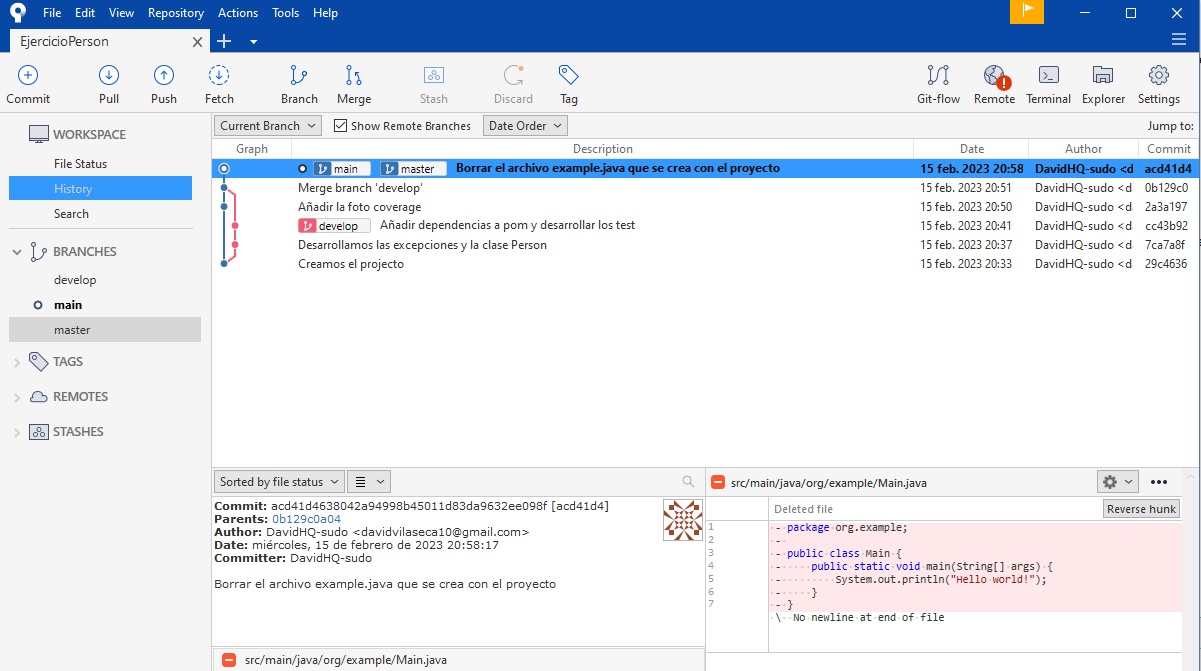 File Edit View Repository Actions Tools Help
EjercicioPerson
Commit Pull Push Fetch Branch Merge Stash Discard Tag Git-flow Remote Terminal Explorer Settings
WORKSPACE
File Status
History
Search
BRANCHES
develop
main
master
TAGS
REMOTES
STASHES
Current Branch Show Remote Branches Date Order Jump to:
Graph Description Date Author Commit
main master Borrar el archivo example.java que se crea con el proyecto 15 feb. 2023 20:58 DavidHQ-sudo <d acd41d4
Merge branch 'develop' 15 feb. 2023 20:51 DavidHQ-sudo <d 0b129c0
Añadir la foto coverage 15 feb. 2023 20:50 DavidHQ-sudo <d 2a3a197
develop Añadir dependencias a pom y desarrollar los test 15 feb. 2023 20:41 DavidHQ-sudo <d cc43b92
Desarrollamos las excepciones y la clase Person 15 feb. 2023 20:37 DavidHQ-sudo <d 7ca7a8f
Creamos el projecto 15 feb. 2023 20:33 DavidHQ-sudo <d 29c4636
Sorted by file status
Commit: acd41d4638042a94998b45011d83da9632ee098f [acd41d4]
Parents: 0b129c0a04
Author: DavidHQ-sudo <davidvilaseca10@gmail.com>
Date: miércoles, 15 de febrero de 2023 20:58:17
Committer: DavidHQ-sudo
Borrar el archivo example.java que se crea con el proyecto
src/main/java/org/example/Main.java
src/main/java/org/example/Main.java
Deleted file Reverse hunk
1 - package org.example;
2 -
3 - public class Main {
4 - public static void main(String[] args) {
5 - System.out.println("Hello world!");
6 - }
7 - }
\ No newline at end of file